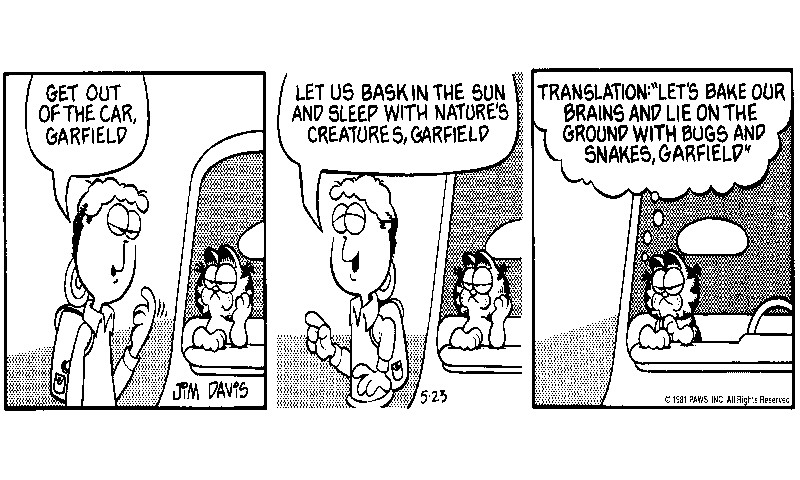 GET OUT
OF THE CAR,
GARFIELD
JIM DAVIS
LET US BASK IN THE SUN
AND SLEEP WITH NATURE'S
CREATURES, GARFIELD
5-23
TRANSLATION: "LET'S BAKE OUR
BRAINS AND LIE ON THE
GROUND WITH BUGS AND
SNAKES, GARFIELD"
© 1981 PAWS, INC. All Rights Reserved